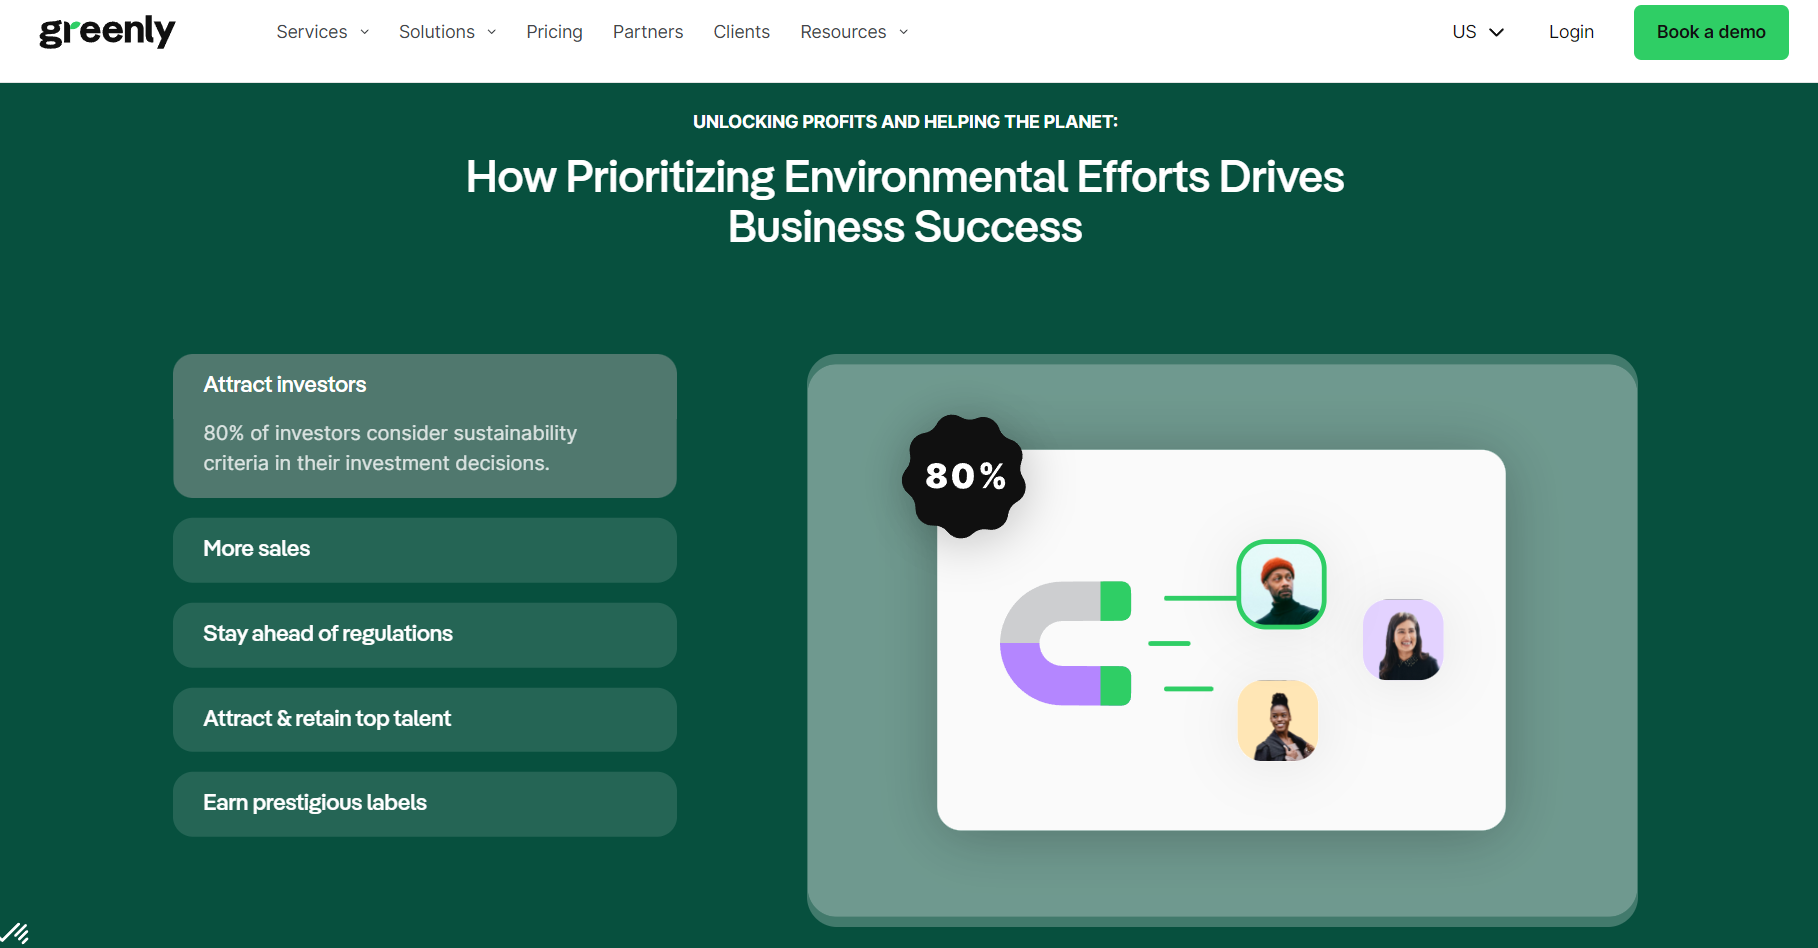 greenly
Services
Solutions
Pricing
Partners
Clients
Resources
US
Login
Book a demo
UNLOCKING PROFITS AND HELPING THE PLANET:
How Prioritizing Environmental Efforts Drives
Business Success
Attract investors
80% of investors consider sustainability
criteria in their investment decisions.
More sales
Stay ahead of regulations
Attract & retain top talent
Earn prestigious labels
80%